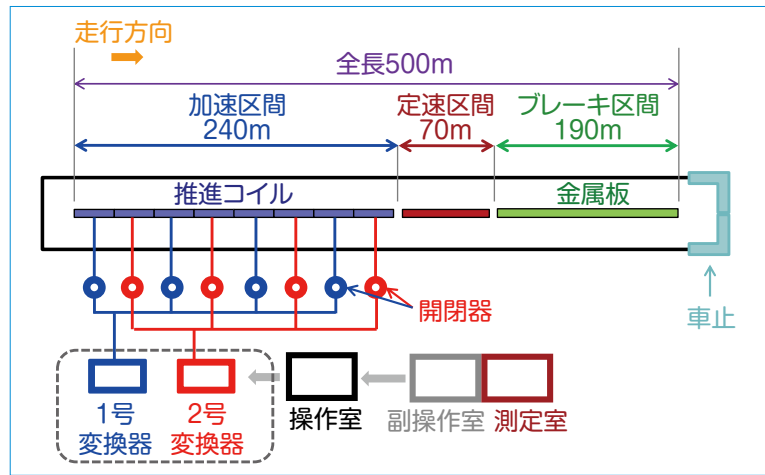 走行方向
全長500m
加速区間
240m
定速区間
70m
ブレーキ区間
190m
推進コイル
金属板
開閉器
車止
1号
変換器
2号
変換器
操作室
副操作室
測定室